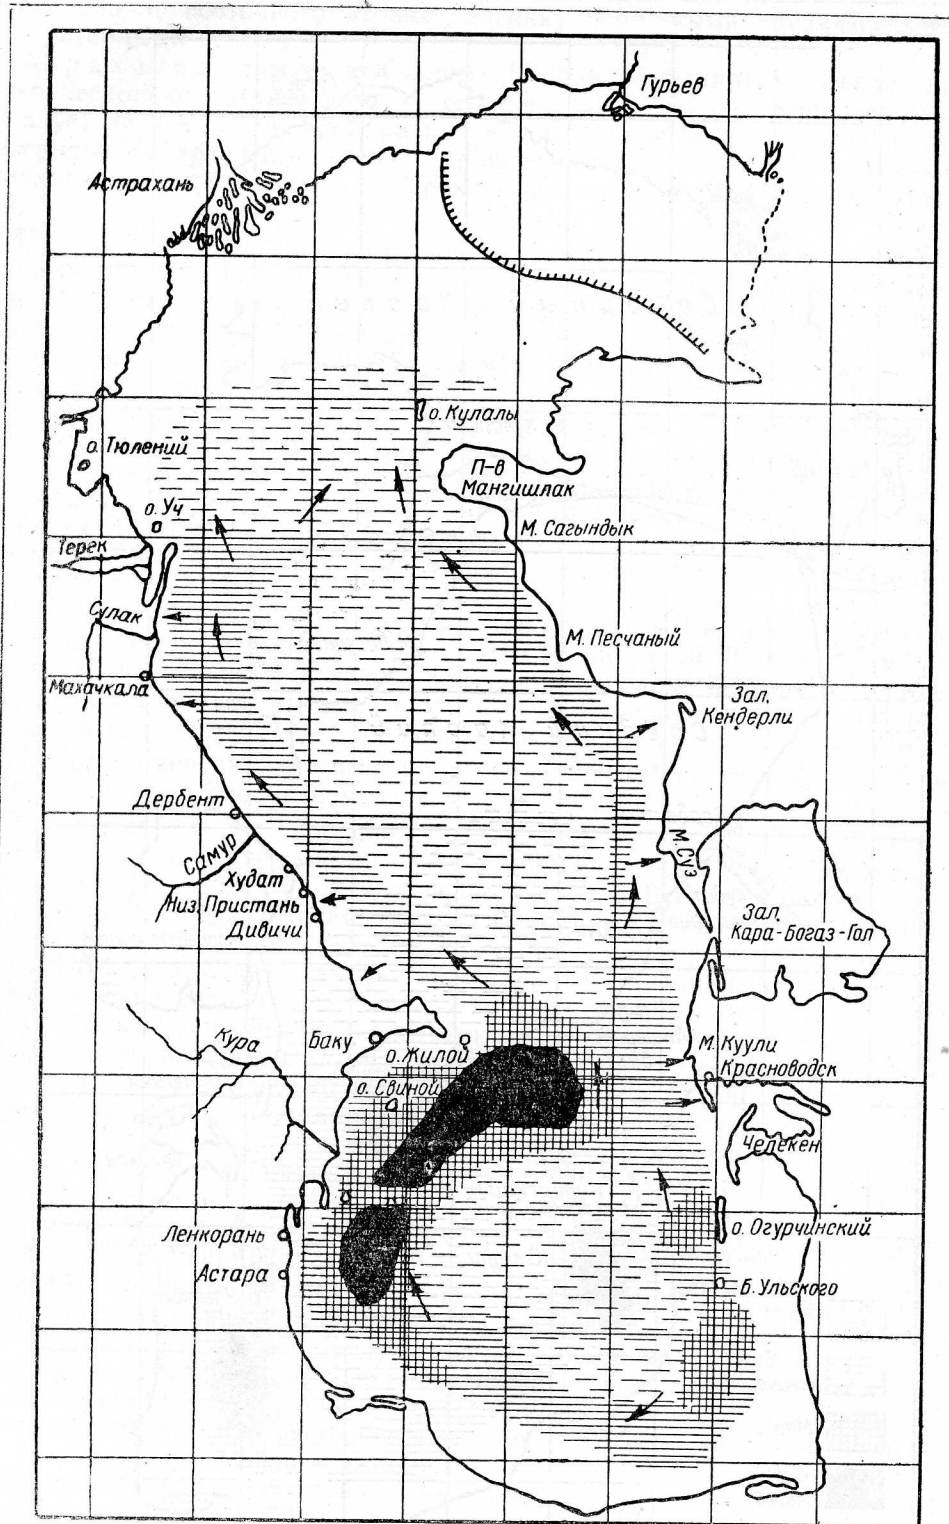 Гурьев
Астрахань
о. Кулалы
о. Тюлений
П-в
Мангишлак
о. Уч
М. Сагындык
Терек
Сулак
М. Песчаный
Махачкала
Зал.
Кендерли
Дербент
Самур
М. Суз
Худат
Низ. Пристань
Дивичи
Зал.
Кара-Богаз-Гол
Кура
Баку
о. Жилой
М. Куули
Красноводск
о. Свиной
Челекен
Ленкорань
о. Огурчинский
Астара
Б. Ульского